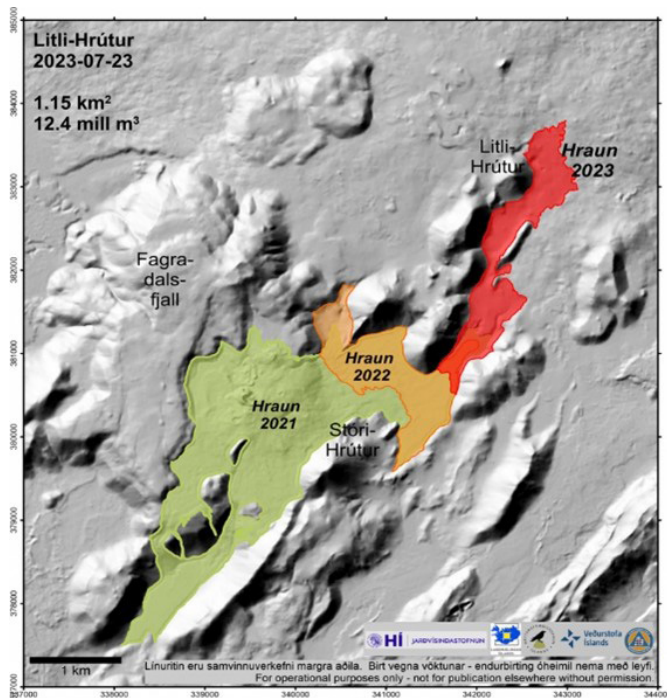 385000
Litli-Hrútur
2023-07-23
1.15 km²
12.4 mill m³
384000
Litli-
Hrútur
Hraun
2023
383000
Fagra-
dals-
fjall
382000
381000
Hraun
2022
Hraun
2021
380000
Stóri-
Hrútur
379000
378000
HÍ JARÐVÍSINDASTOFNUN
Veðurstofa
Íslands
1 km
Línuritin eru samvinnuverkefni margra aðila. Birt vegna vöktunar - endurbirting óheimil nema með leyfi.
For operational purposes only - not for publication elsewhere without permission.
338000 339000 340000 341000 342000 343000